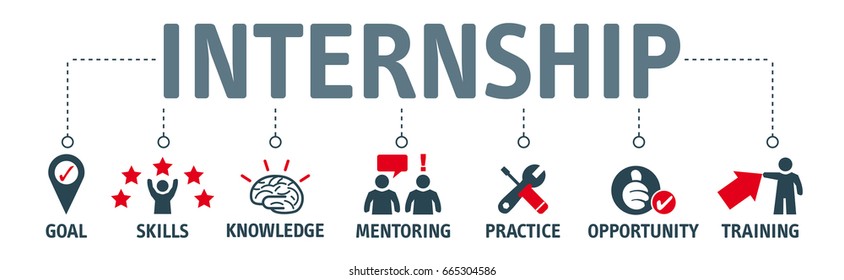 INTERNSHIP
GOAL SKILLS KNOWLEDGE MENTORING PRACTICE OPPORTUNITY TRAINING
shutterstock.com · 665304586